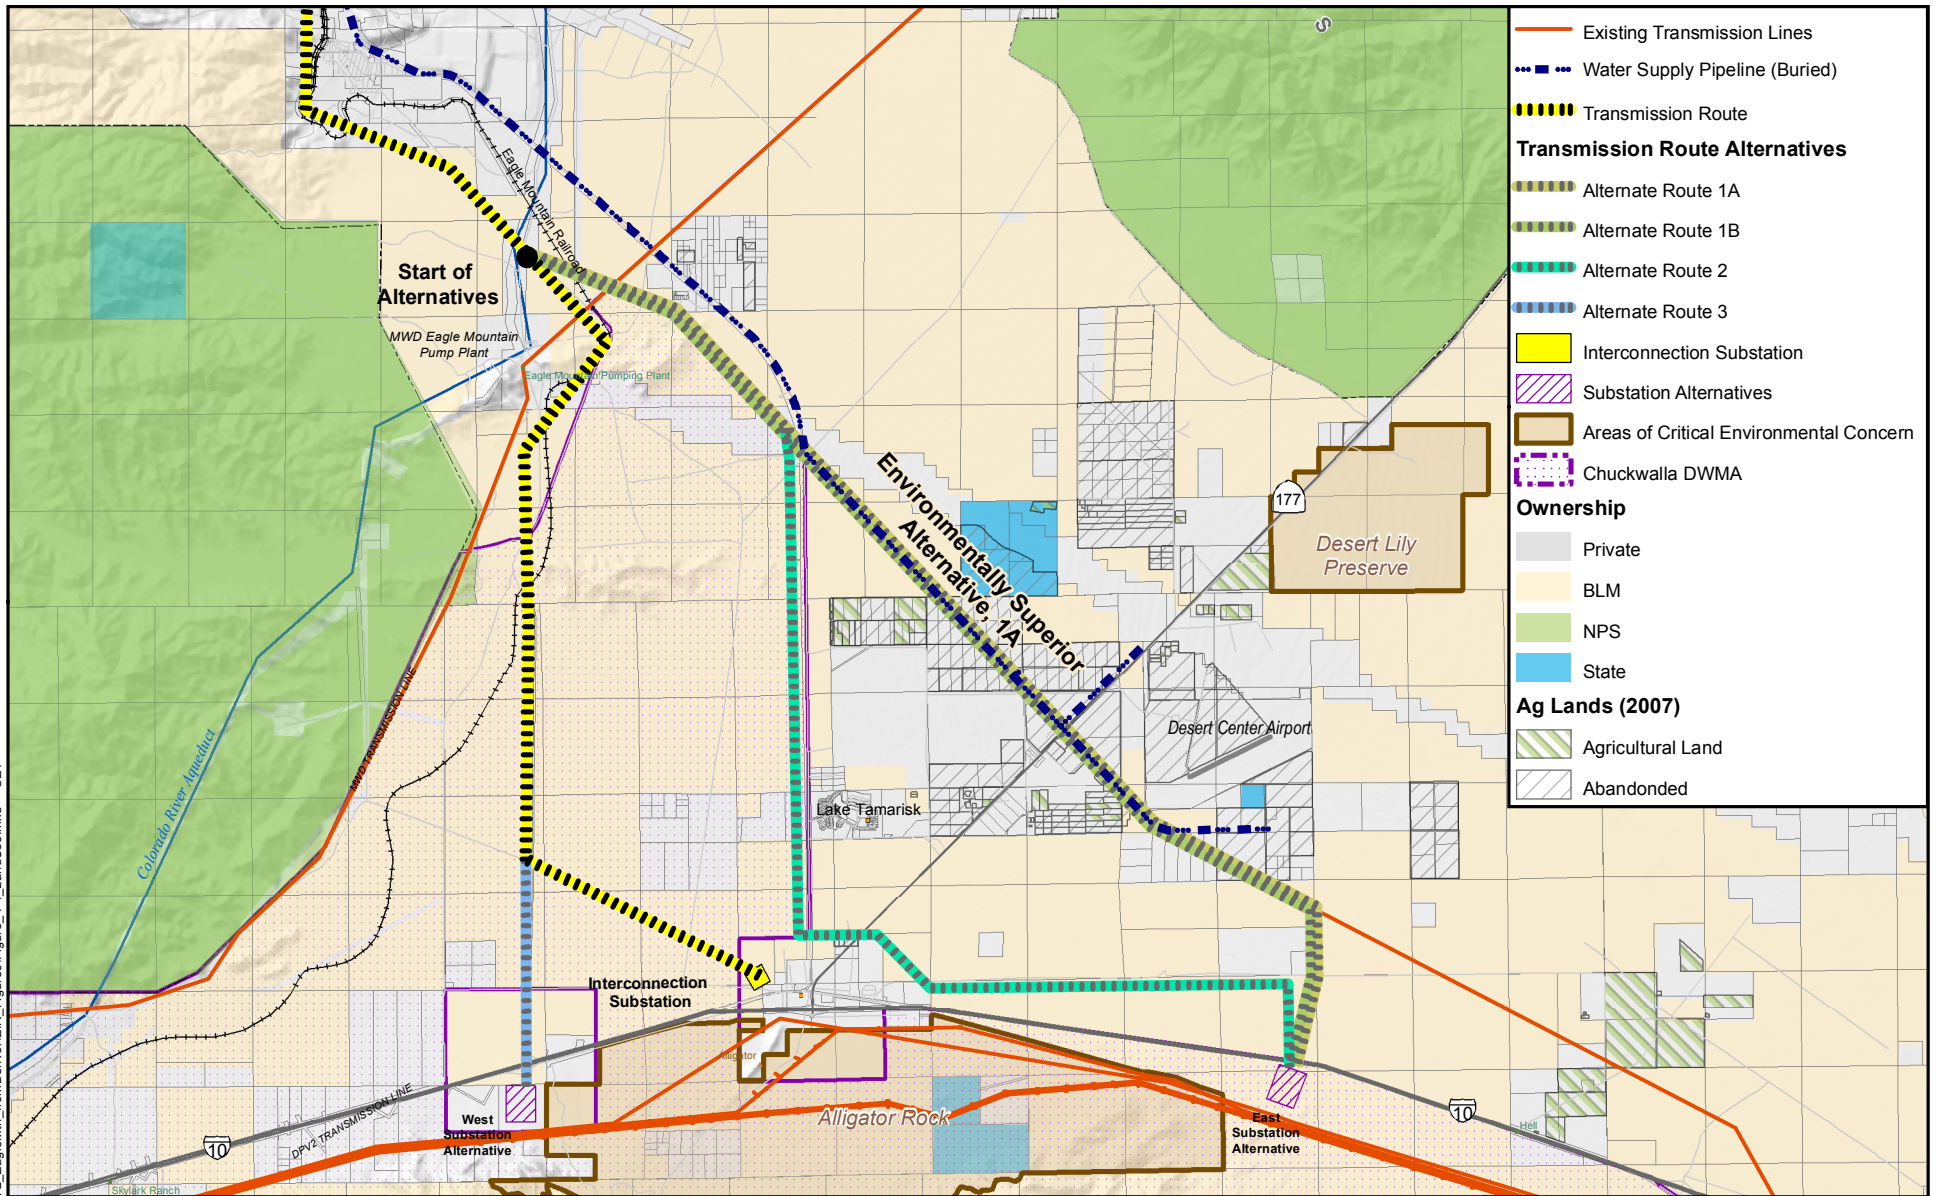 S
Eagle Mountain Railroad
Start of
Alternatives
MWD Eagle Mountain
Pump Plant
Eagle Mountain Pumping Plant
Environmentally Superior
Alternative, 1A
177
Desert Lily
Preserve
Desert Center Airport
Lake Tamarisk
MWD TRANSMISSION LINE
Colorado River Aqueduct
Interconnection
Substation
Alligator
Alligator Rock
West
Substation
Alternative
East
Substation
Alternative
DPV2 TRANSMISSION LINE
10
10
Hell
Skylark Ranch
Existing Transmission Lines
Water Supply Pipeline (Buried)
Transmission Route
Transmission Route Alternatives
Alternate Route 1A
Alternate Route 1B
Alternate Route 2
Alternate Route 3
Interconnection Substation
Substation Alternatives
Areas of Critical Environmental Concern
Chuckwalla DWMA
Ownership
Private
BLM
NPS
State
Ag Lands (2007)
Agricultural Land
Abandonded